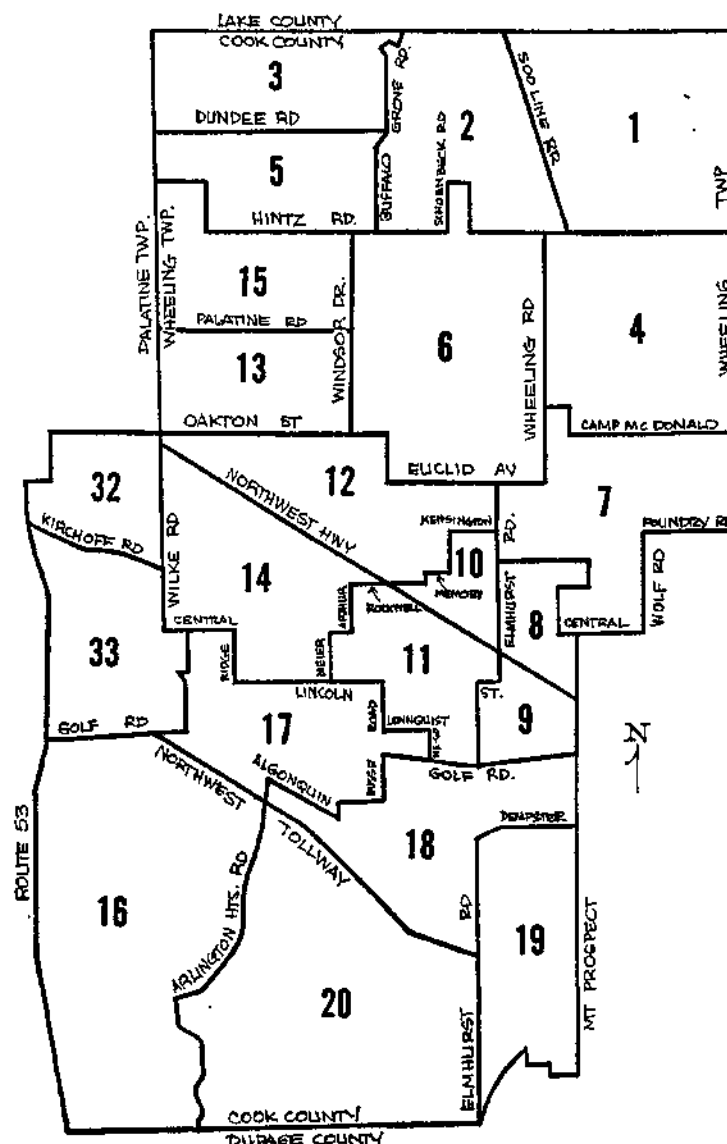 LAKE COUNTY
COOK COUNTY
3
DUNDEE RD
BUFFALO
GROVE RD.
2
SCHOENBECK RD
SOO LINE RR
1
TWP
5
HINTZ RD.
PALATINE TWP.
WHEELING TWP.
15
PALATINE RD
13
WINDSOR DR.
OAKTON ST
6
WHEELING RD
4
WHEELING
CAMP McDONALD
EUCLID AV
12
NORTHWEST HWY
32
KIRCHOFF RD
WILKE RD
7
FOUNDRY RD
WOLF RD
KENSINGTON
10
MEMORY
ROCKWELL
ARTHUR
ELMHURST
RD.
8
CENTRAL
14
CENTRAL
RIDGE
MEIER
11
LINCOLN
ST.
33
GOLF RD
17
ROAD
BUSSE
LONNQUIST
GOLF RD.
9
N
ALGONQUIN
NORTHWEST
TOLLWAY
18
DEMPSTER
ROUTE 53
16
ARLINGTON HTS. RD
20
ELMHURST
RD
19
MT PROSPECT
COOK COUNTY
DUPAGE COUNTY